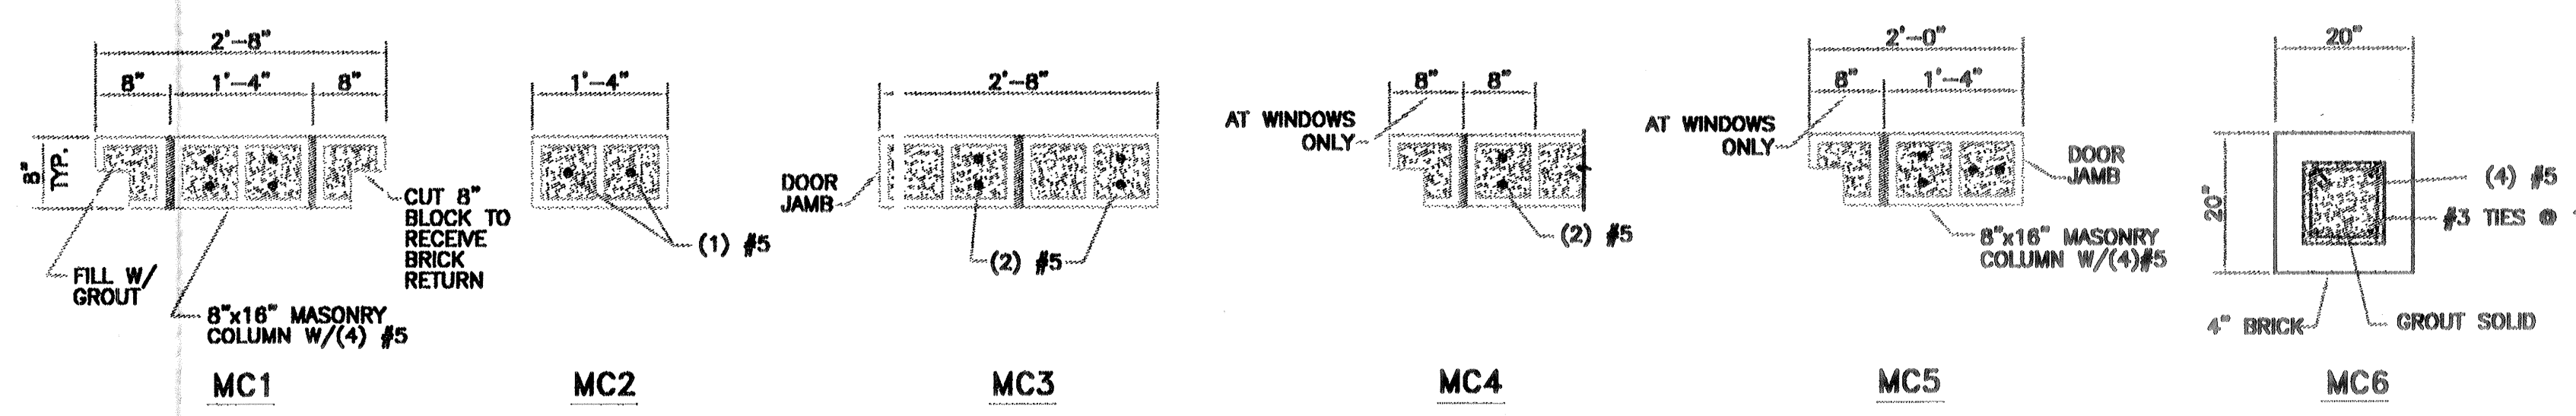 2'-8"
8" 1'-4" 8"
8"
TYP.
FILL W/
GROUT
8"x16" MASONRY
COLUMN W/(4) #5
CUT 8"
BLOCK TO
RECEIVE
BRICK
RETURN
MC1
1'-4"
(1) #5
MC2
2'-8"
DOOR
JAMB
(2) #5
MC3
8" 8"
AT WINDOWS
ONLY
(2) #5
MC4
2'-0"
8" 1'-4"
AT WINDOWS
ONLY
DOOR
JAMB
8"x16" MASONRY
COLUMN W/(4)#5
MC5
20"
20"
(4) #5
#3 TIES @
4" BRICK
GROUT SOLID
MC6